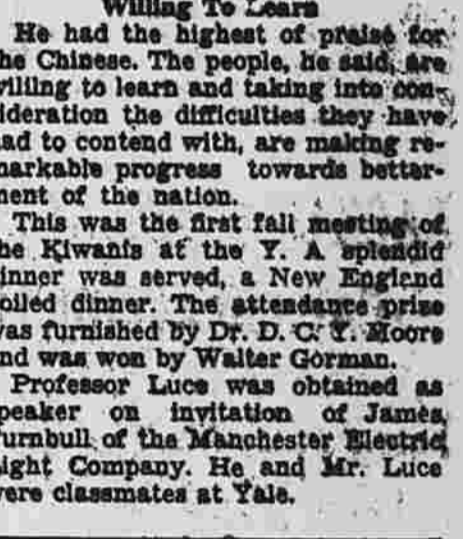 Willing To Learn
He had the highest of praise for
he Chinese. The people, he said, are
willing to learn and taking into con-
ideration the difficulties they have
ad to contend with, are making re-
narkable progress towards better-
nent of the nation.
This was the first fall meeting of
he Kiwanis at the Y. A splendid
inner was served, a New England
oiled dinner. The attendance prize
vas furnished by Dr. D. C. Y. Moore
nd was won by Walter Gorman.
Professor Luce was obtained as
peaker on invitation of James
urnbull of the Manchester Electric
ight Company. He and Mr. Luce
vere classmates at Yale.